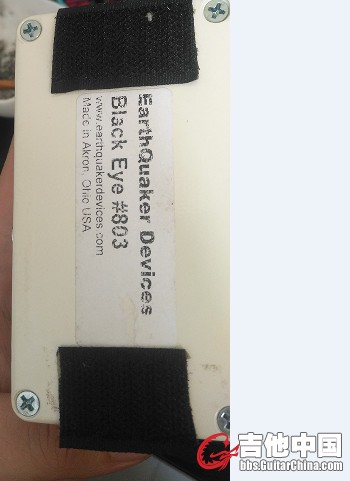 EarthQuaker Devices
Black Eye #803
www.earthquakerdevices.com
Made in Akron, Ohio USA
吉他中国
bbs.GuitarChina.com